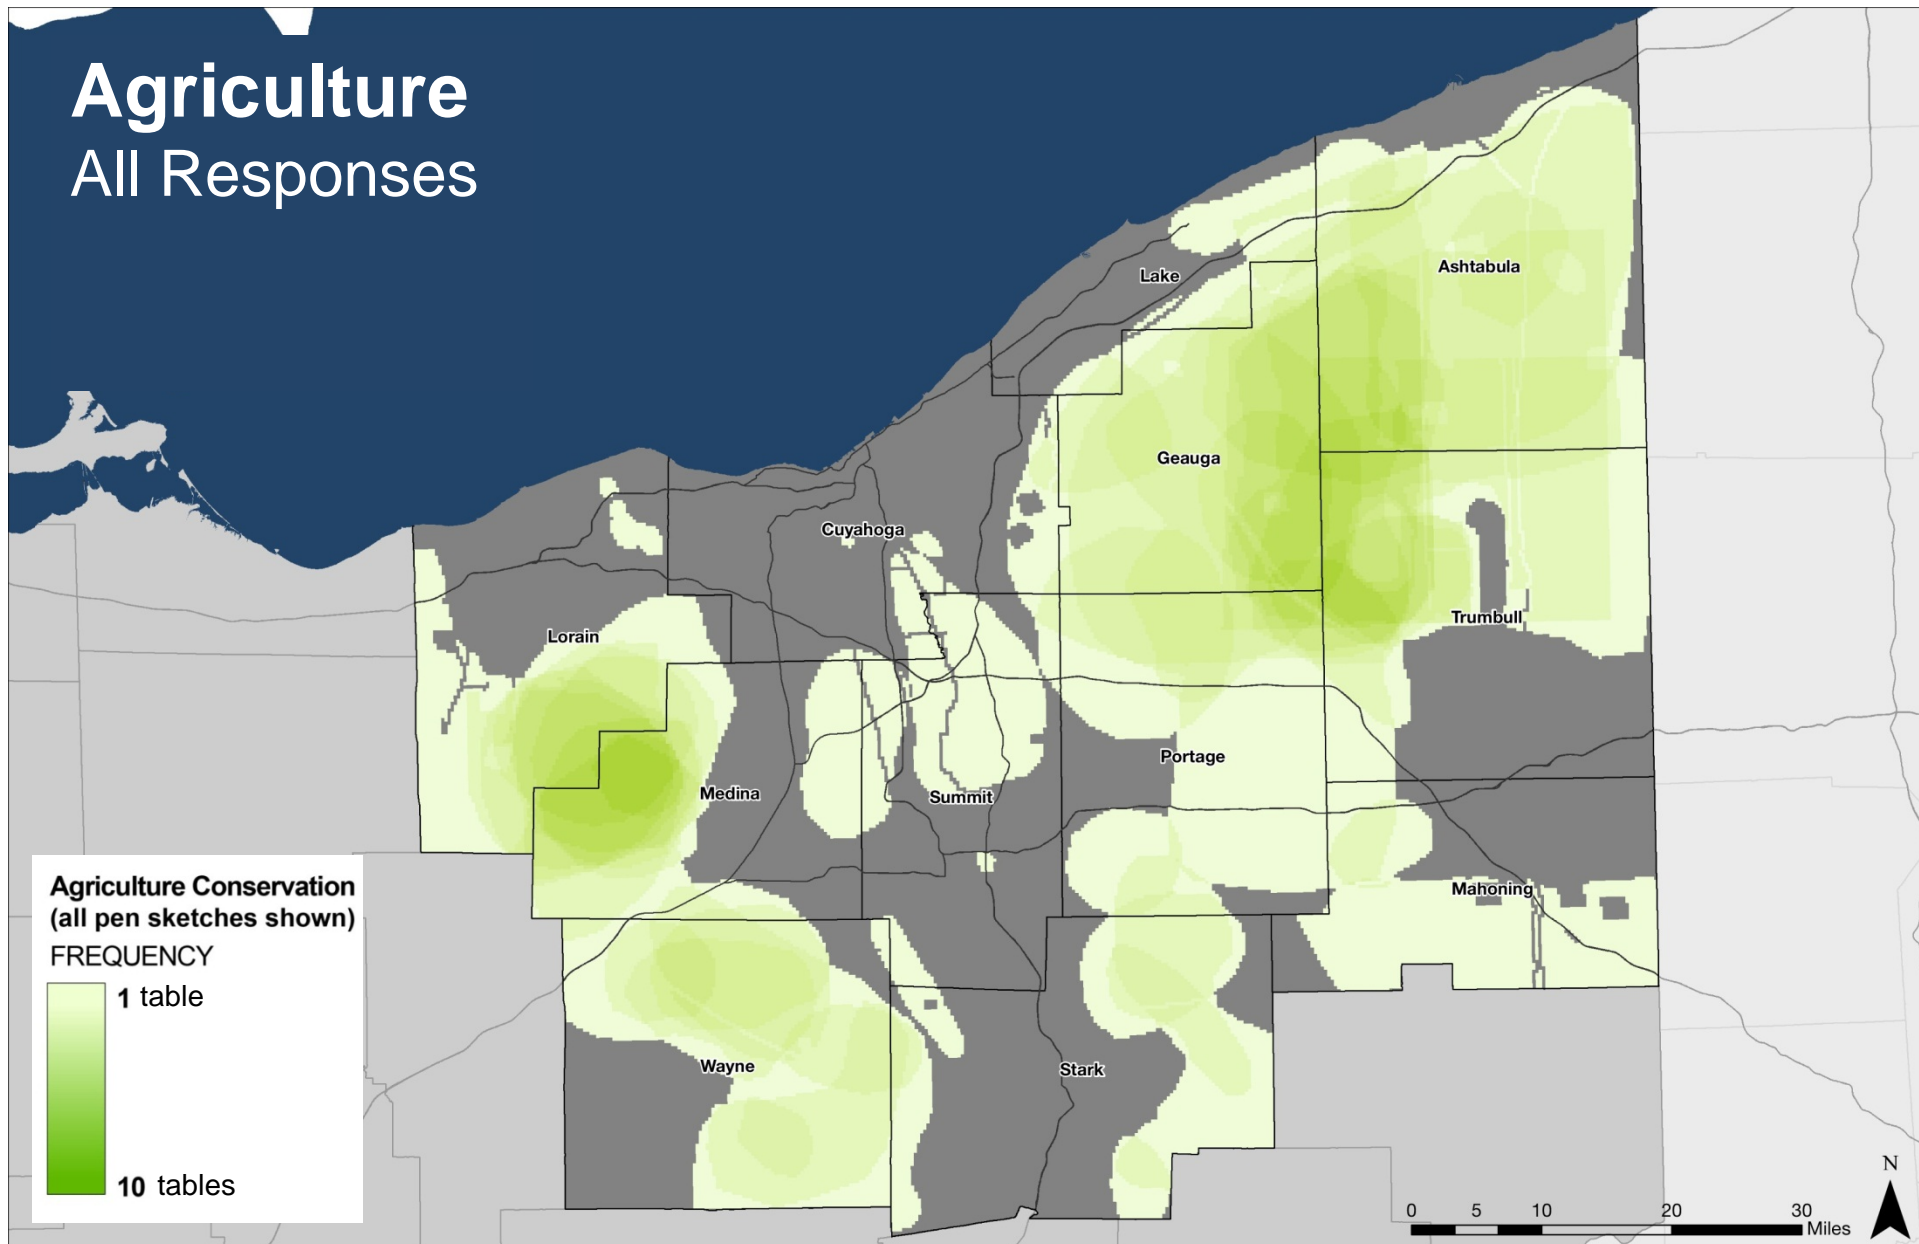 Agriculture
All Responses
Lake
Ashtabula
Geauga
Cuyahoga
Trumbull
Lorain
Portage
Medina
Summit
Mahoning
Wayne
Stark
Agriculture Conservation
(all pen sketches shown)
FREQUENCY
1 table
10 tables
N
0 5 10 20 30
Miles